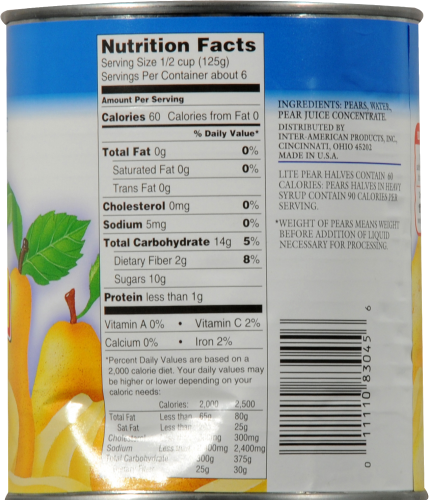 Nutrition Facts
Serving Size 1/2 cup (125g)
Servings Per Container about 6
Amount Per Serving
Calories 60 Calories from Fat 0
% Daily Value*
Total Fat 0g 0%
Saturated Fat 0g 0%
Trans Fat 0g
Cholesterol 0mg 0%
Sodium 5mg 0%
Total Carbohydrate 14g 5%
Dietary Fiber 2g 8%
Sugars 10g
Protein less than 1g
Vitamin A 0% • Vitamin C 2%
Calcium 0% • Iron 2%
*Percent Daily Values are based on a
2,000 calorie diet. Your daily values may
be higher or lower depending on your
caloric needs:
Calories: 2,000 2,500
Total Fat Less than 65g 80g
Sat Fat Less than 25g
300mg
Sodium 2,400mg
Total Carbohydrate 375g
25g 30g
INGREDIENTS: PEARS, WATER,
PEAR JUICE CONCENTRATE.
DISTRIBUTED BY
INTER-AMERICAN PRODUCTS, INC,
CINCINNATI, OHIO 45202
MADE IN U.S.A.
LITE PEAR HALVES CONTAIN 60
CALORIES: PEARS HALVES IN HEAVY
SYRUP CONTAIN 90 CALORIES PER
SERVING.
*WEIGHT OF PEARS MEANS WEIGHT
BEFORE ADDITION OF LIQUID
NECESSARY FOR PROCESSING.
0 11110 83045 6